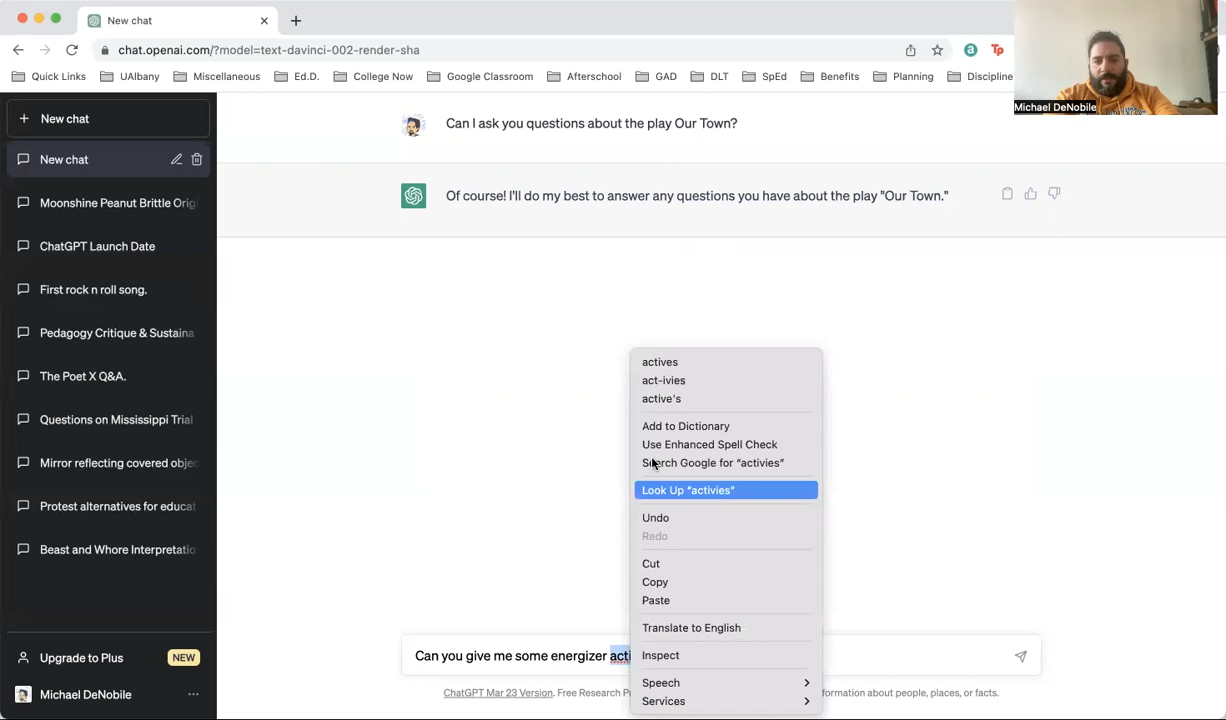 New chat
chat.openai.com/?model=text-davinci-002-render-sha
Quick Links
UAlbany
Miscellaneous
Ed.D.
College Now
Google Classroom
Afterschool
GAD
DLT
SpEd
Benefits
Planning
Discipline
a
Tp
Michael DeNobile
New chat
New chat
Moonshine Peanut Brittle Orig
ChatGPT Launch Date
First rock n roll song.
Pedagogy Critique & Sustaina
The Poet X Q&A.
Questions on Mississippi Trial
Mirror reflecting covered objec
Protest alternatives for educat
Beast and Whore Interpretatio
Upgrade to Plus
NEW
Michael DeNobile
Can I ask you questions about the play Our Town?
Of course! I'll do my best to answer any questions you have about the play "Our Town."
actives
act-ivies
active's
Add to Dictionary
Use Enhanced Spell Check
Search Google for “activies”
Look Up “activies”
Undo
Redo
Cut
Copy
Paste
Translate to English
Inspect
Speech
Services
Can you give me some energizer acti
ChatGPT Mar 23 Version. Free Research Pr
formation about people, places, or facts.